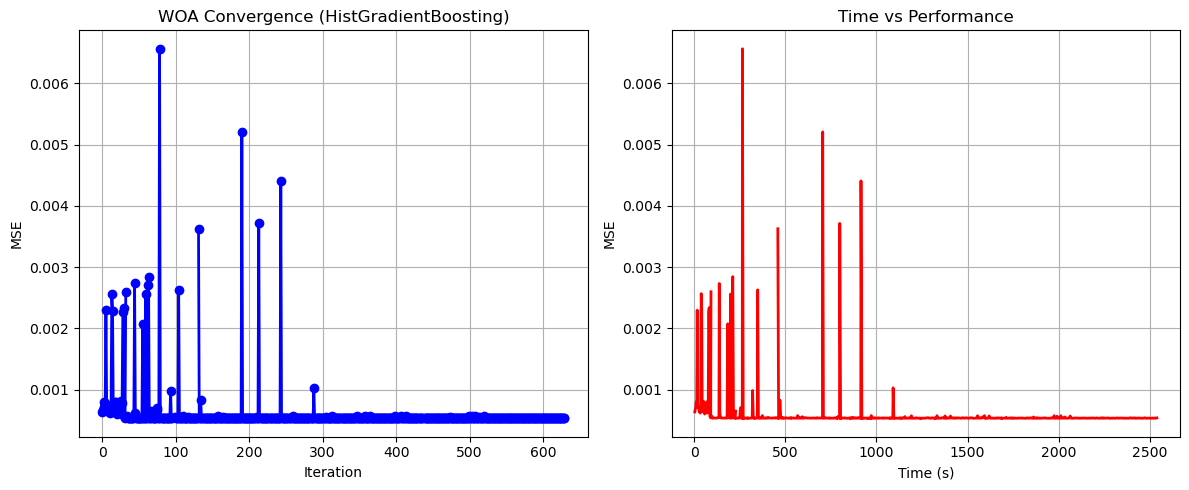 WOA Convergence (HistGradientBoosting)
MSE
0.006
0.005
0.004
0.003
0.002
0.001
0 100 200 300 400 500 600
Iteration
Time vs Performance
MSE
0.006
0.005
0.004
0.003
0.002
0.001
0 500 1000 1500 2000 2500
Time (s)